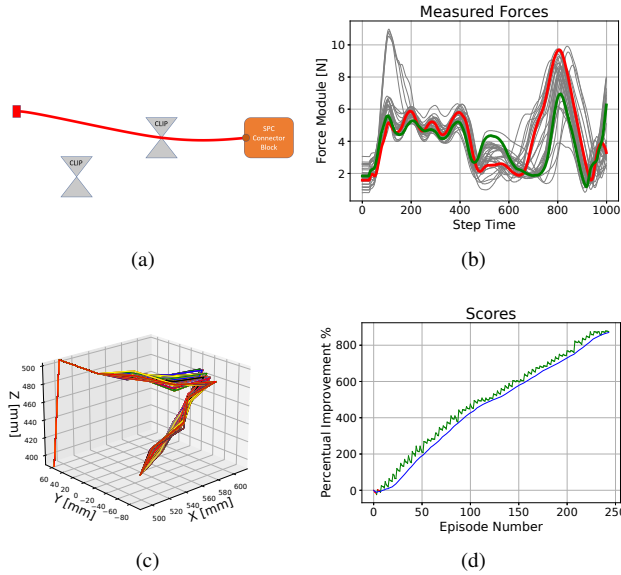 CLIP
SPC
Connector
Block
CLIP
(a)
Measured Forces
Force Module [N]
10
8
6
4
2
0 200 400 600 800 1000
Step Time
(b)
500
480
460
440
420
400
Z [mm]
60 40 20 0 −20 −40 −60 −80
Y [mm]
500 520 540 560 580 600
X [mm]
(c)
Scores
Percentual Improvement %
800
600
400
200
0
0 50 100 150 200 250
Episode Number
(d)